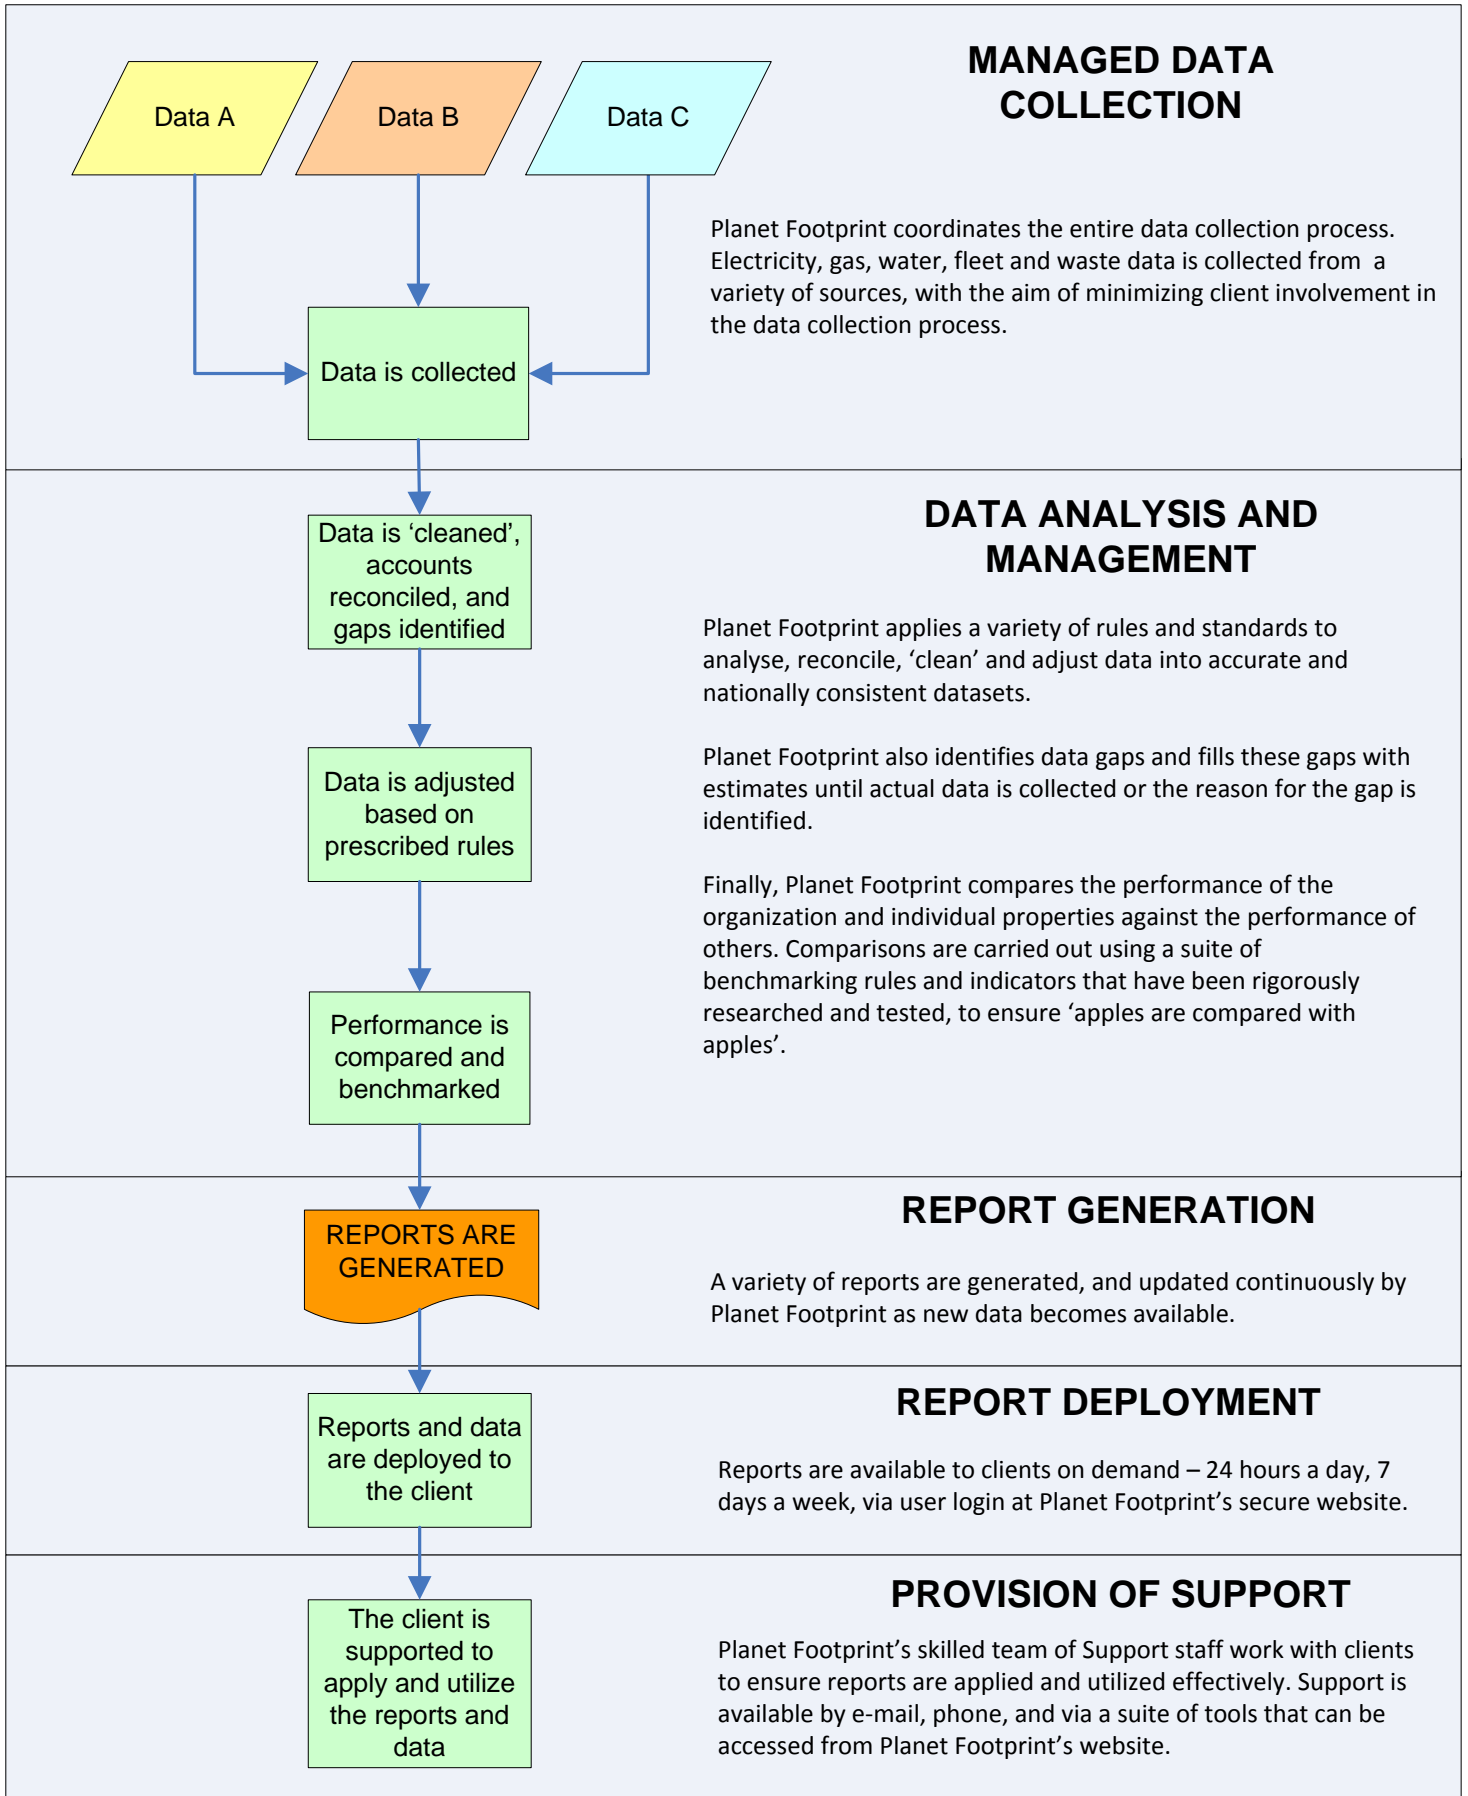 MANAGED DATA
COLLECTION
Data A
Data B
Data C
Planet Footprint coordinates the entire data collection process.
Electricity, gas, water, fleet and waste data is collected from  a
variety of sources, with the aim of minimizing client involvement in
the data collection process.
Data is collected
DATA ANALYSIS AND
MANAGEMENT
Data is ‘cleaned’,
accounts
reconciled, and
gaps identified
Planet Footprint applies a variety of rules and standards to
analyse, reconcile, ‘clean’ and adjust data into accurate and
nationally consistent datasets.
Planet Footprint also identifies data gaps and fills these gaps with
estimates until actual data is collected or the reason for the gap is
identified.
Data is adjusted
based on
prescribed rules
Finally, Planet Footprint compares the performance of the
organization and individual properties against the performance of
others. Comparisons are carried out using a suite of
benchmarking rules and indicators that have been rigorously
researched and tested, to ensure ‘apples are compared with
apples’.
Performance is
compared and
benchmarked
REPORT GENERATION
REPORTS ARE
GENERATED
A variety of reports are generated, and updated continuously by
Planet Footprint as new data becomes available.
REPORT DEPLOYMENT
Reports and data
are deployed to
the client
Reports are available to clients on demand – 24 hours a day, 7
days a week, via user login at Planet Footprint’s secure website.
PROVISION OF SUPPORT
The client is
supported to
apply and utilize
the reports and
data
Planet Footprint’s skilled team of Support staff work with clients
to ensure reports are applied and utilized effectively. Support is
available by e-mail, phone, and via a suite of tools that can be
accessed from Planet Footprint’s website.